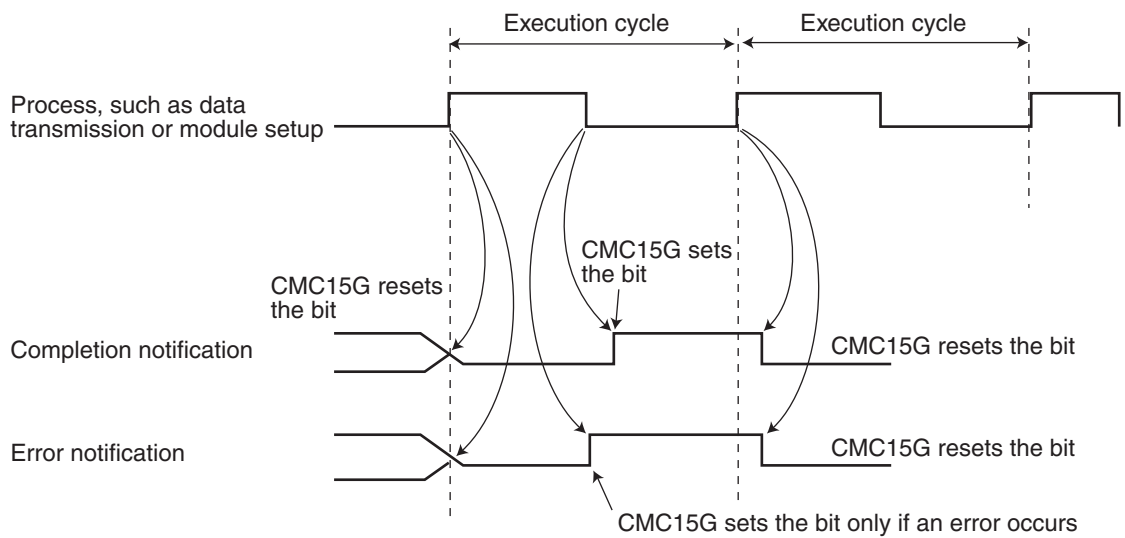 Execution cycle
Execution cycle
Process, such as data
transmission or module setup
CMC15G sets
the bit
CMC15G resets
the bit
Completion notification
CMC15G resets the bit
Error notification
CMC15G resets the bit
CMC15G sets the bit only if an error occurs